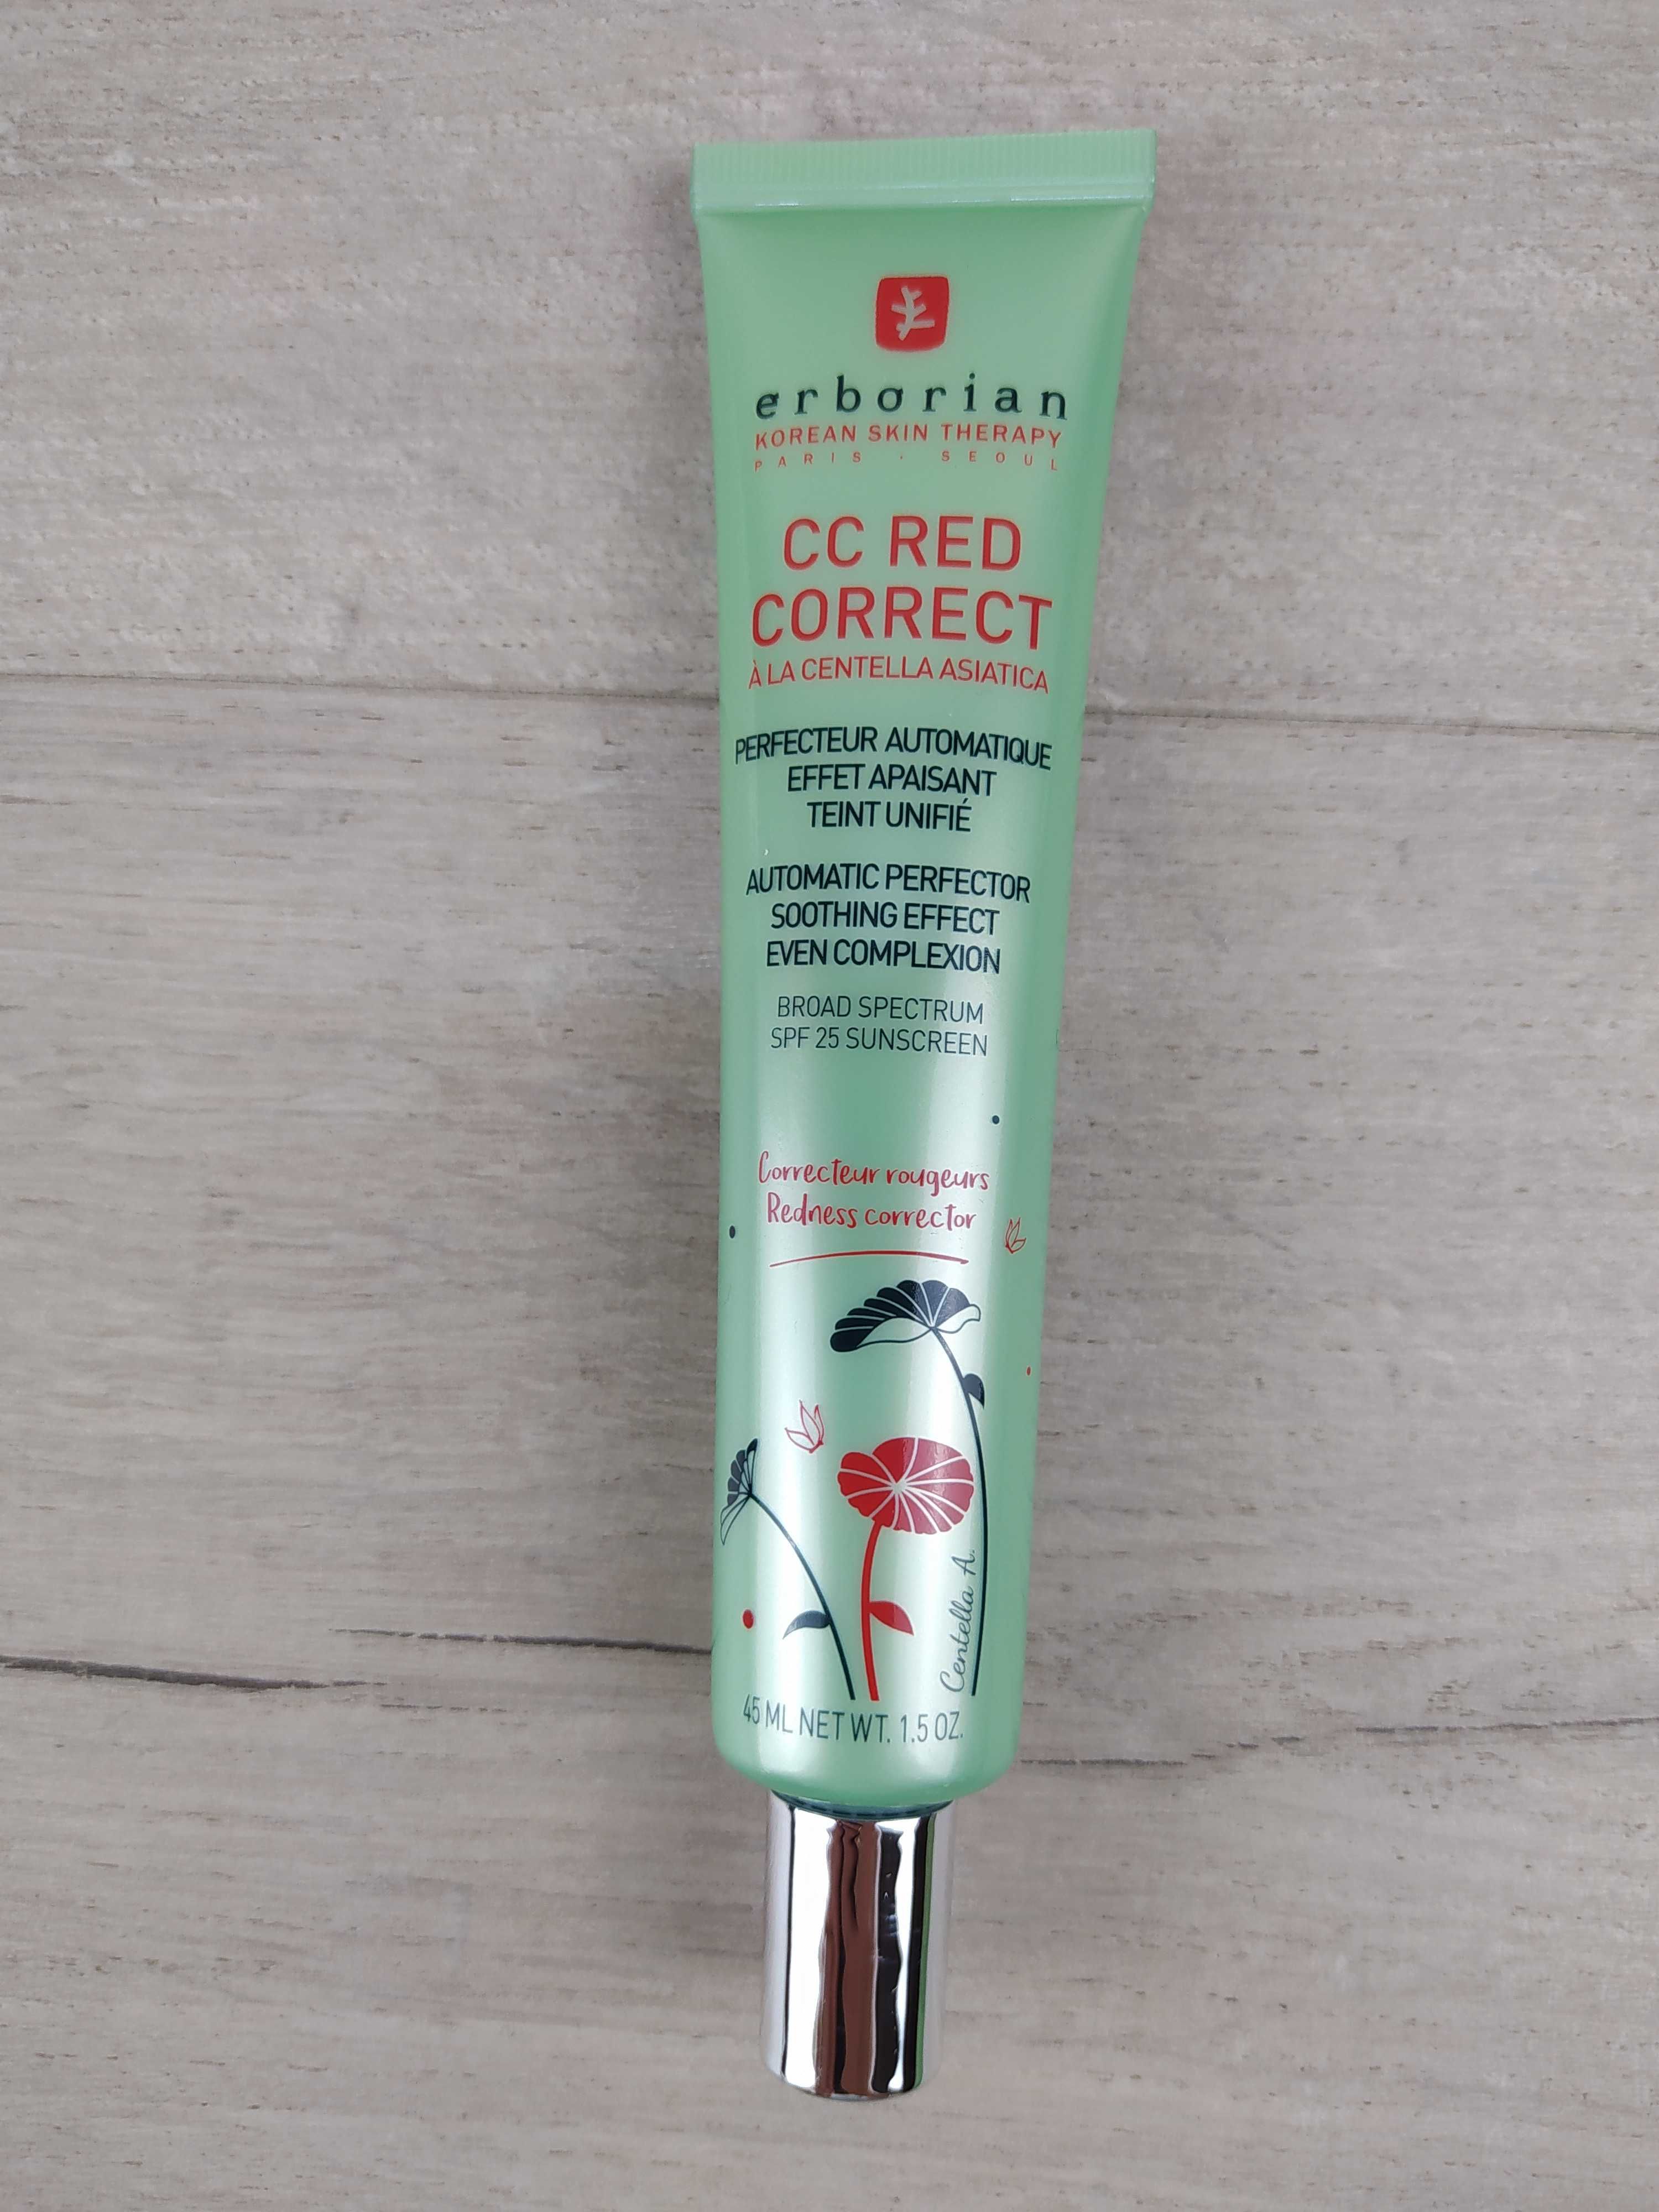 erborian
KOREAN SKIN THERAPY
PARIS · SEOUL
CC RED
CORRECT
À LA CENTELLA ASIATICA
PERFECTEUR AUTOMATIQUE
EFFET APAISANT
TEINT UNIFIÉ
AUTOMATIC PERFECTOR
SOOTHING EFFECT
EVEN COMPLEXION
BROAD SPECTRUM
SPF 25 SUNSCREEN
Correcteur rougeurs
Redness corrector
Centella A.
45 ML NET WT. 1.5 OZ.